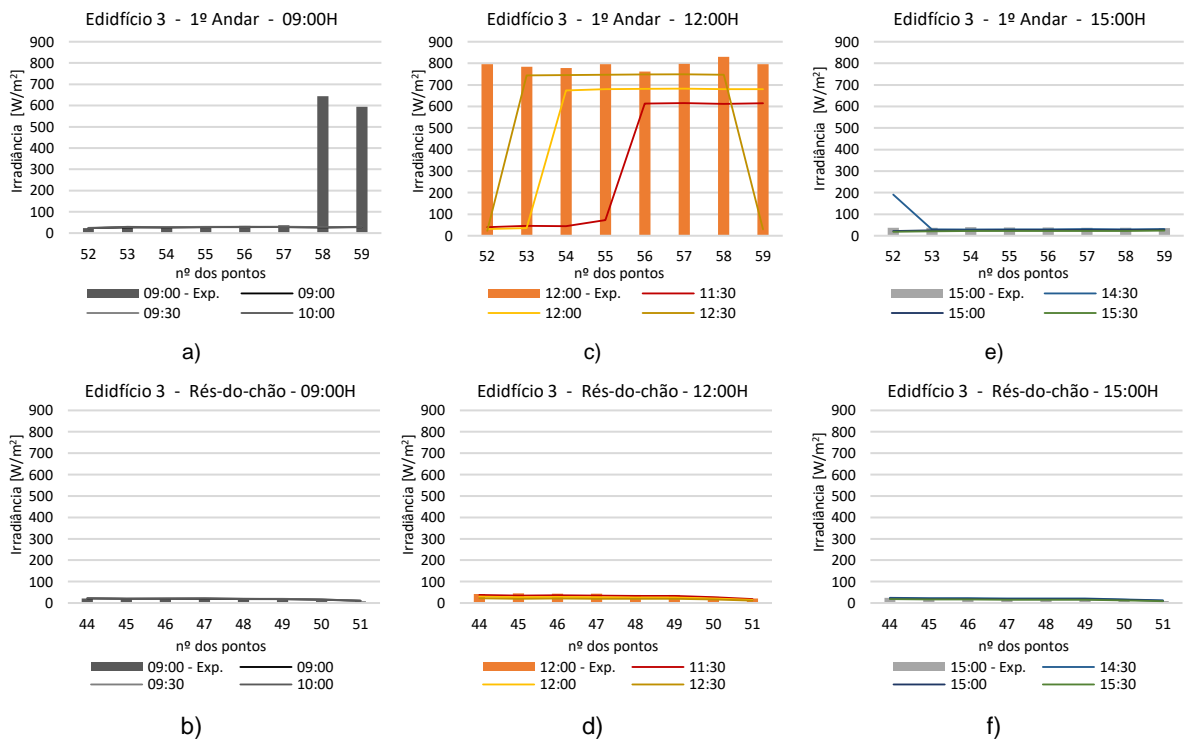 Edidfício 3 - 1º Andar - 09:00H
Irradiância [W/m²]
900
800
700
600
500
400
300
200
100
0
52 53 54 55 56 57 58 59
nº dos pontos
09:00 - Exp. 09:00
09:30 10:00
a)
Edidfício 3 - 1º Andar - 12:00H
Irradiância [W/m²]
900
800
700
600
500
400
300
200
100
0
52 53 54 55 56 57 58 59
nº dos pontos
12:00 - Exp. 11:30
12:00 12:30
c)
Edidfício 3 - 1º Andar - 15:00H
Irradiância [W/m²]
900
800
700
600
500
400
300
200
100
0
52 53 54 55 56 57 58 59
nº dos pontos
15:00 - Exp. 14:30
15:00 15:30
e)
Edidfício 3 - Rés-do-chão - 09:00H
Irradiância [W/m²]
900
800
700
600
500
400
300
200
100
0
44 45 46 47 48 49 50 51
nº dos pontos
09:00 - Exp. 09:00
09:30 10:00
b)
Edidfício 3 - Rés-do-chão - 12:00H
Irradiância [W/m²]
900
800
700
600
500
400
300
200
100
0
44 45 46 47 48 49 50 51
nº dos pontos
12:00 - Exp. 11:30
12:00 12:30
d)
Edidfício 3 - Rés-do-chão - 15:00H
Irradiância [W/m²]
900
800
700
600
500
400
300
200
100
0
44 45 46 47 48 49 50 51
nº dos pontos
15:00 - Exp. 14:30
15:00 15:30
f)